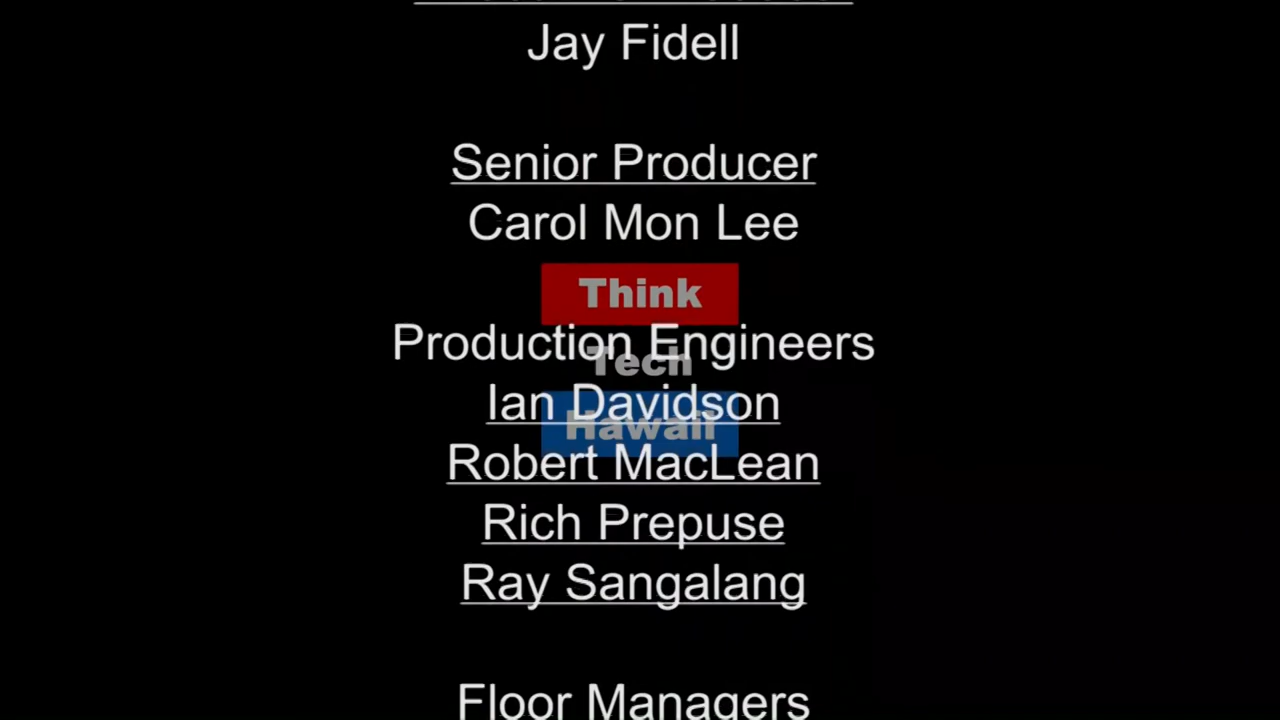 Jay Fidell
Senior Producer
Carol Mon Lee
Think
Production Engineers
Tech
Ian Davidson
Hawaii
Robert MacLean
Rich Prepuse
Ray Sangalang
Floor Managers